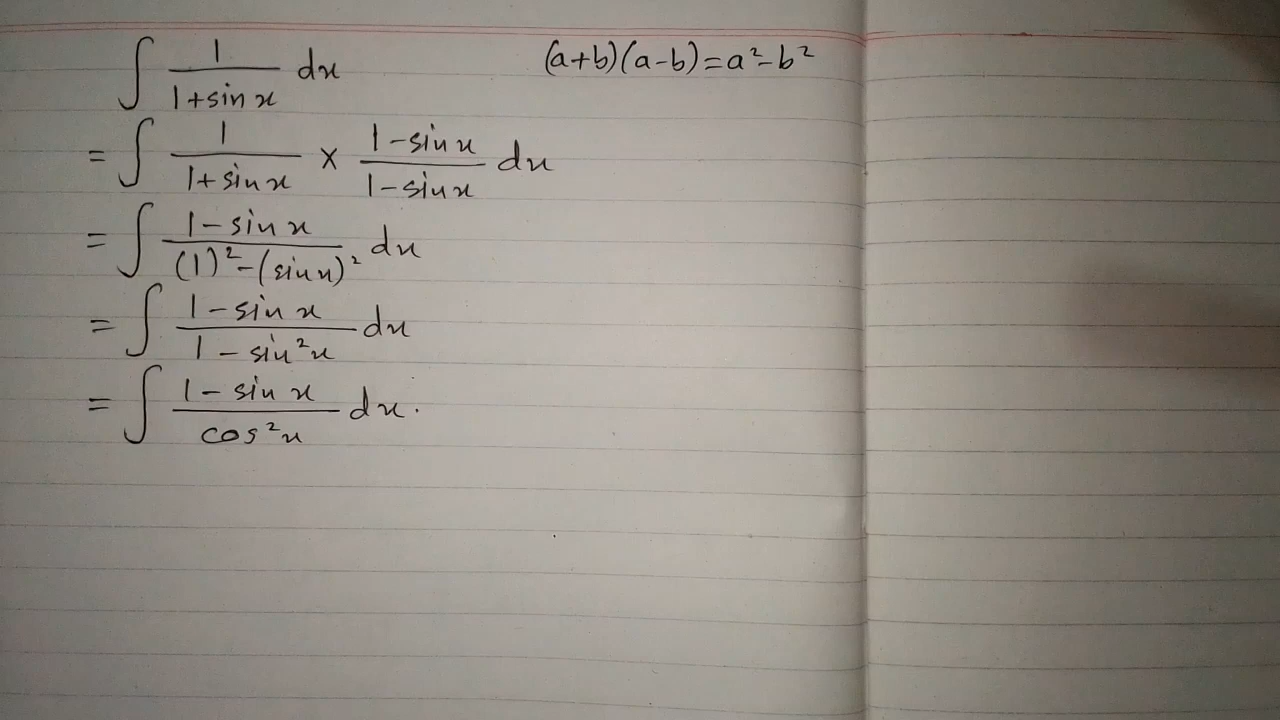 ∫ 1/(1+sin x) dx (a+b)(a-b)=a²-b²
= ∫ 1/(1+sin x) × (1-sin x)/(1-sin x) dx
= ∫ (1-sin x)/((1)²-(sin x)²) dx
= ∫ (1-sin x)/(1-sin²x) dx
= ∫ (1-sin x)/(cos²x) dx.